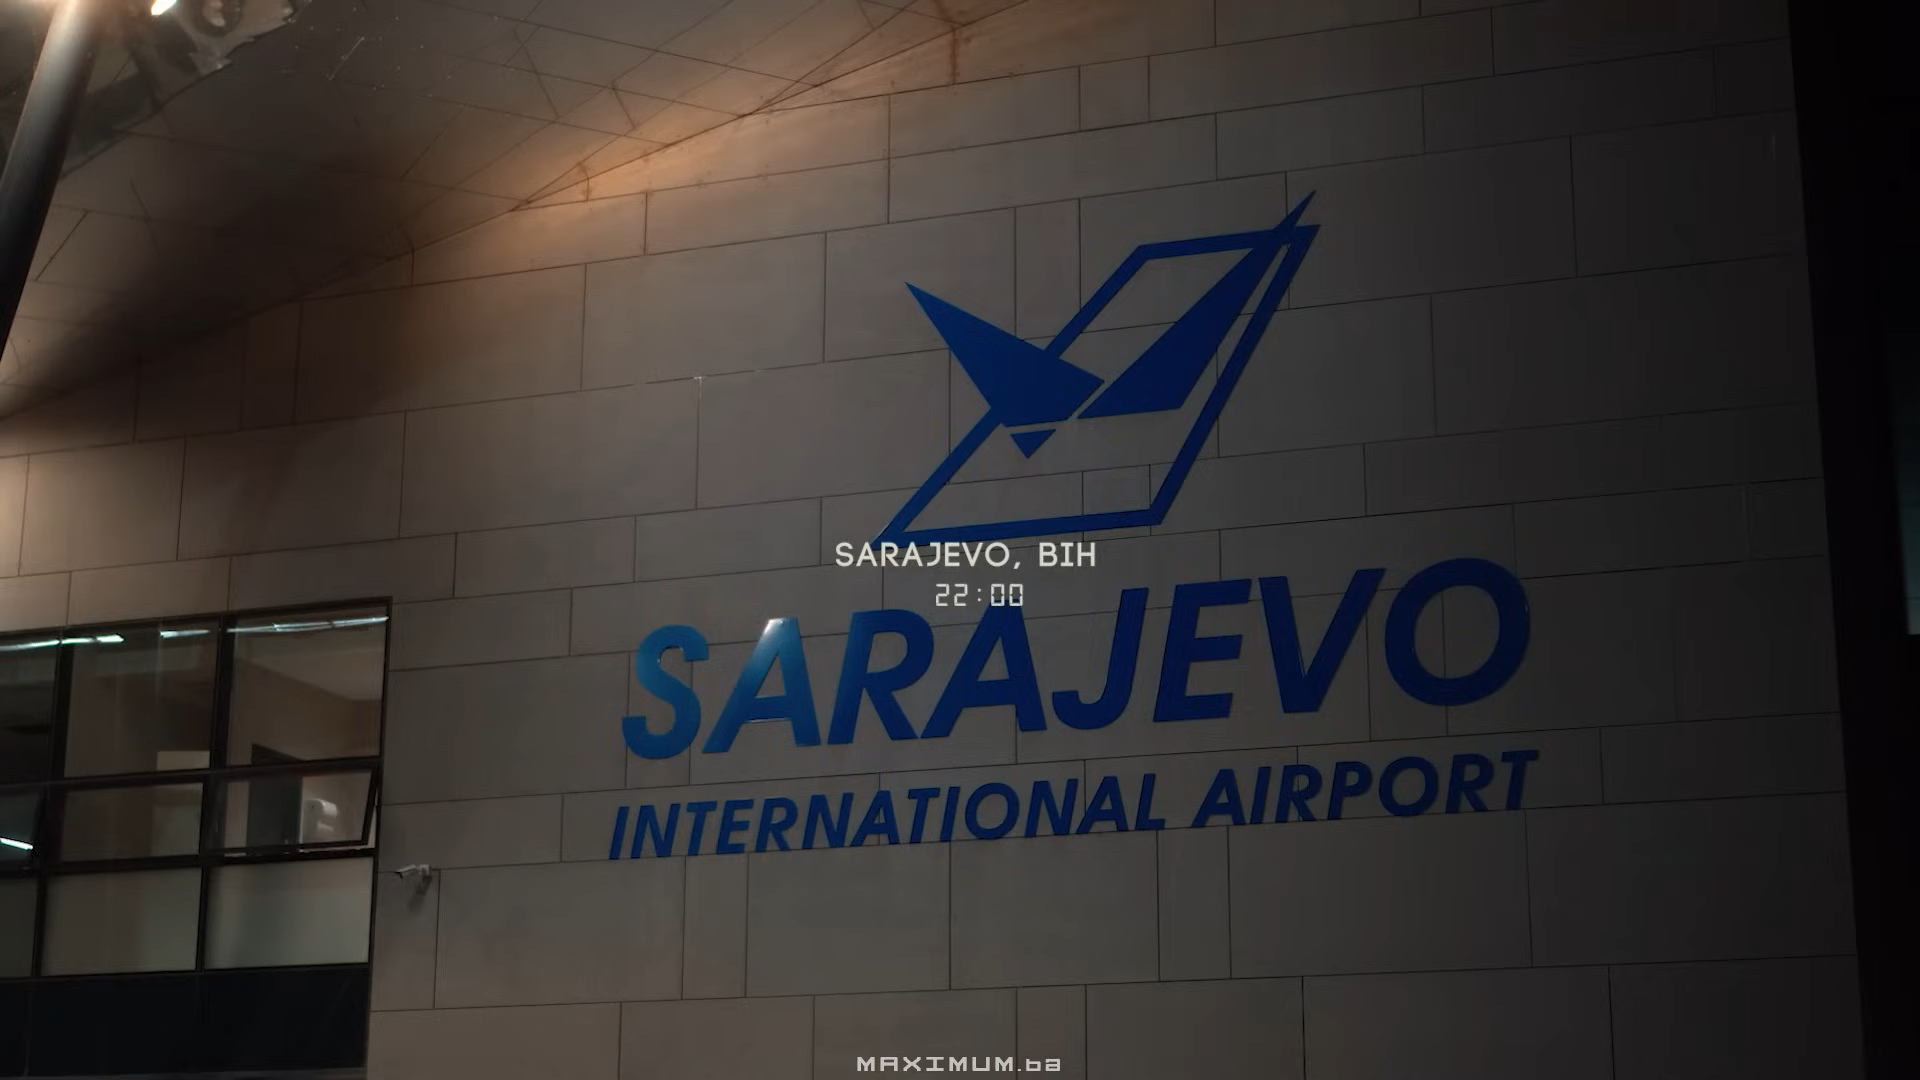 SARAJEVO, BIH
22:00
SARAJEVO
INTERNATIONAL AIRPORT
MAXIMUM.ba